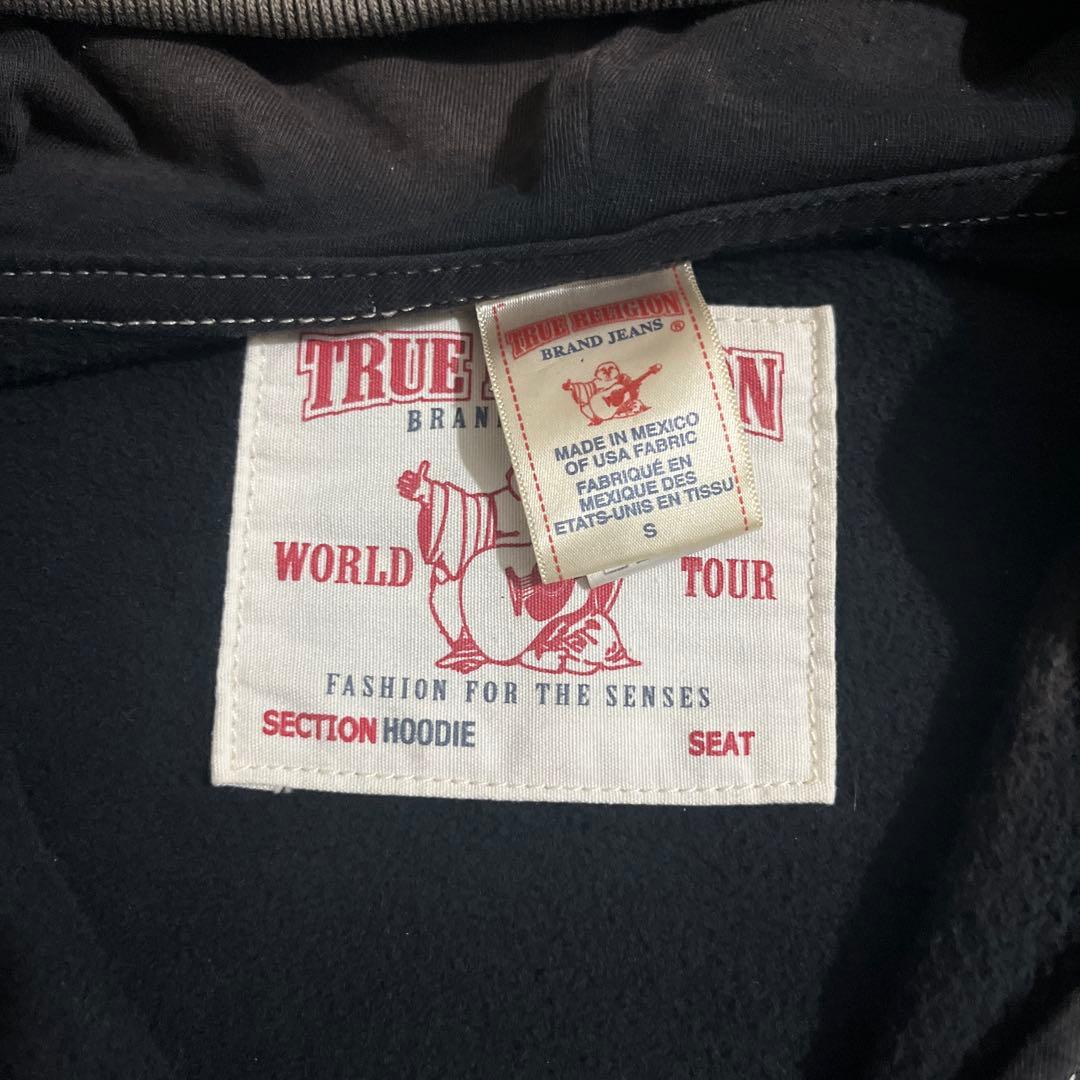 TRUE RELIGION
BRAND JEANS ®
MADE IN MEXICO
OF USA FABRIC
FABRIQUÉ EN
MEXIQUE DES
ETATS-UNIS EN TISSU
S
TRUE
BRAN
WORLD TOUR
FASHION FOR THE SENSES
SECTION HOODIE SEAT